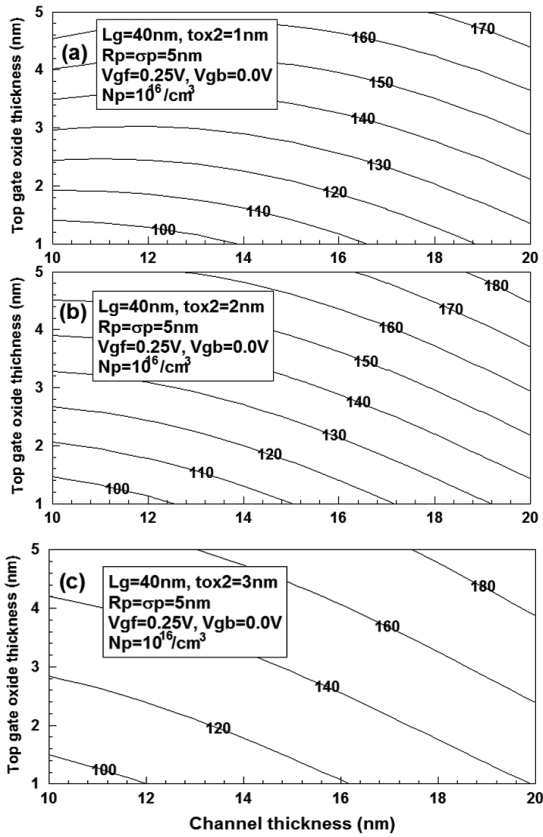 5
4
3
2
1
Top gate oxide thickness (nm)
(a)
Lg=40nm, tox2=1nm
Rp=σp=5nm
Vgf=0.25V, Vgb=0.0V
Np=10^16/cm^3
170
160
150
140
130
120
110
100
10 12 14 16 18 20
5
4
3
2
1
Top gate oxide thichness (nm)
(b)
Lg=40nm, tox2=2nm
Rp=σp=5nm
Vgf=0.25V, Vgb=0.0V
Np=10^16/cm^3
180
170
160
150
140
130
120
110
100
10 12 14 16 18 20
5
4
3
2
1
Top gate oxide thickness (nm)
(c)
Lg=40nm, tox2=3nm
Rp=σp=5nm
Vgf=0.25V, Vgb=0.0V
Np=10^16/cm^3
180
160
140
120
100
10 12 14 16 18 20
Channel thickness (nm)